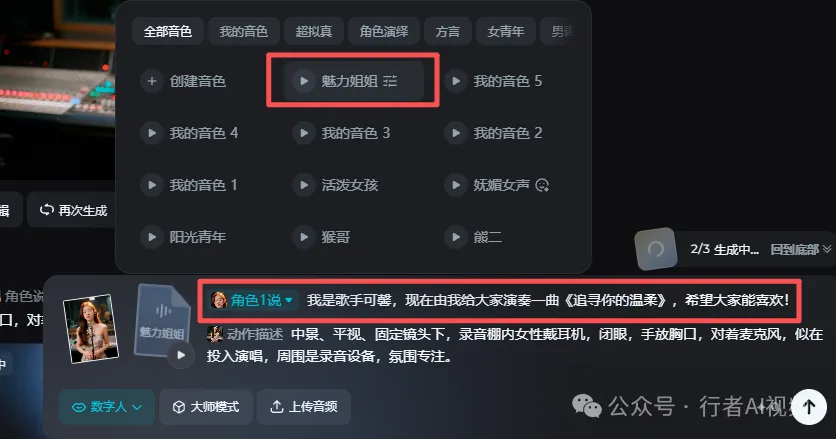 全部音色 我的音色 超拟真 角色演绎 方言 女青年
创建音色 魅力姐姐 我的音色 5
我的音色 4 我的音色 3 我的音色 2
我的音色 1 活泼女孩 妩媚女声
阳光青年 猴哥 熊二
再次生成
2/3 生成中... 回到底部
角色
魅力姐姐
角色1说 我是歌手可馨，现在由我给大家演奏一曲《追寻你的温柔》，希望大家能喜欢！
动作描述 中景、平视、固定镜头下，录音棚内女性戴耳机，闭眼，手放胸口，对着麦克风，似在
投入演唱，周围是录音设备，氛围专注。
数字人 大师模式 上传音频
公众号 · 行者AI视